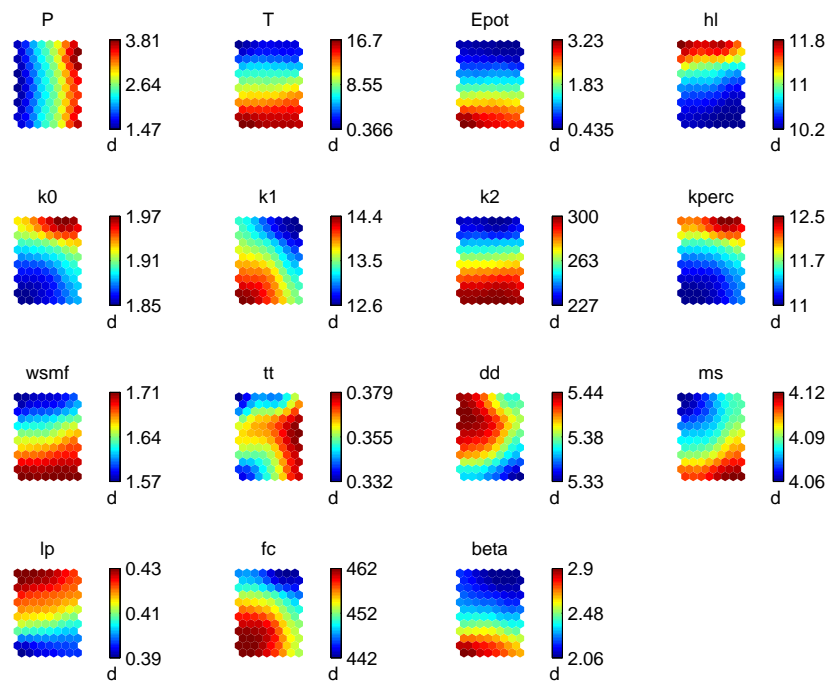 P T Epot hl
3.81 16.7 3.23 11.8
2.64 8.55 1.83 11
1.47 0.366 0.435 10.2
d d d d
k0 k1 k2 kperc
1.97 14.4 300 12.5
1.91 13.5 263 11.7
1.85 12.6 227 11
d d d d
wsmf tt dd ms
1.71 0.379 5.44 4.12
1.64 0.355 5.38 4.09
1.57 0.332 5.33 4.06
d d d d
lp fc beta
0.43 462 2.9
0.41 452 2.48
0.39 442 2.06
d d d